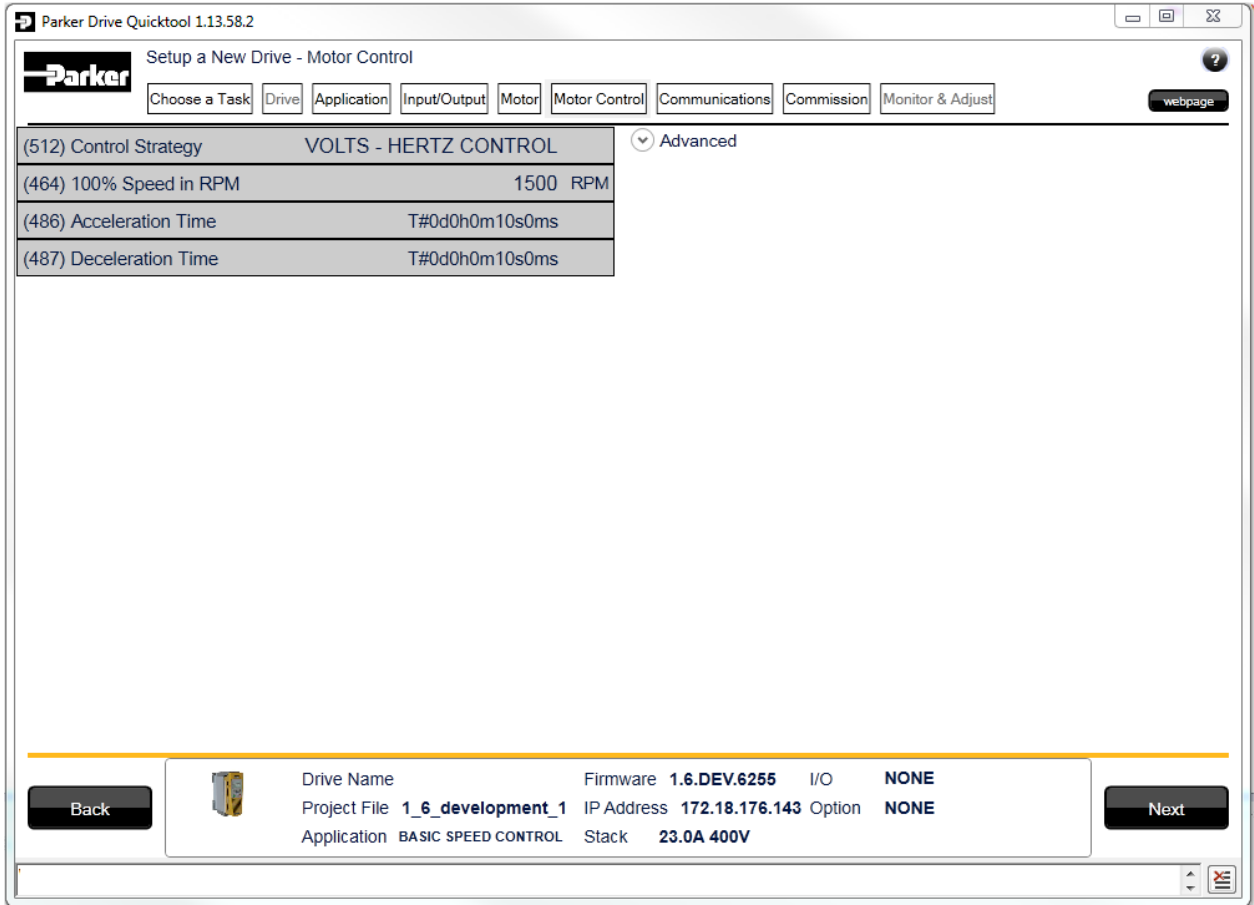 Parker Drive Quicktool 1.13.58.2
Parker
Setup a New Drive - Motor Control
?
Choose a Task Drive Application Input/Output Motor Motor Control Communications Commission Monitor & Adjust
webpage
(512) Control Strategy VOLTS - HERTZ CONTROL
Advanced
(464) 100% Speed in RPM 1500 RPM
(486) Acceleration Time T#0d0h0m10s0ms
(487) Deceleration Time T#0d0h0m10s0ms
Back
Drive Name Firmware 1.6.DEV.6255 I/O NONE
Project File 1_6_development_1 IP Address 172.18.176.143 Option NONE
Application BASIC SPEED CONTROL Stack 23.0A 400V
Next